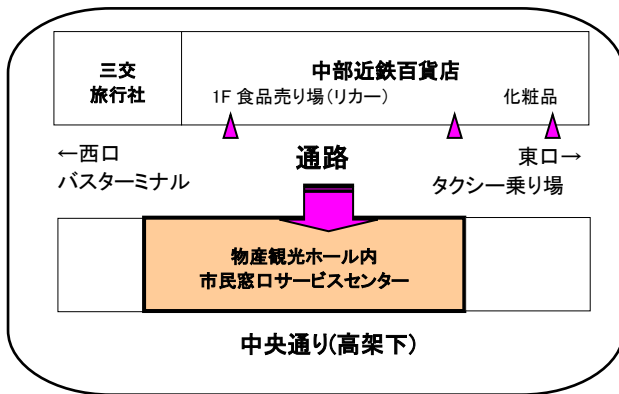 三交
旅行社
中部近鉄百貨店
1F 食品売り場(リカー)
化粧品
←西口
バスターミナル
通路
東口→
タクシー乗り場
物産観光ホール内
市民窓口サービスセンター
中央通り(高架下)